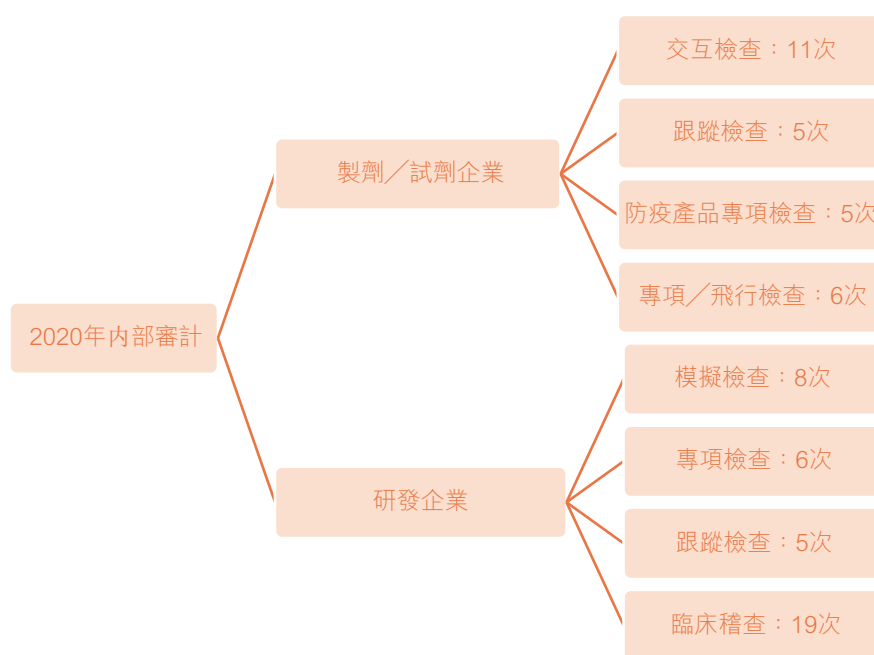 2020年內部審計
製劑／試劑企業
交互檢查：11次
跟蹤檢查：5次
防疫產品專項檢查：5次
專項／飛行檢查：6次
研發企業
模擬檢查：8次
專項檢查：6次
跟蹤檢查：5次
臨床稽查：19次